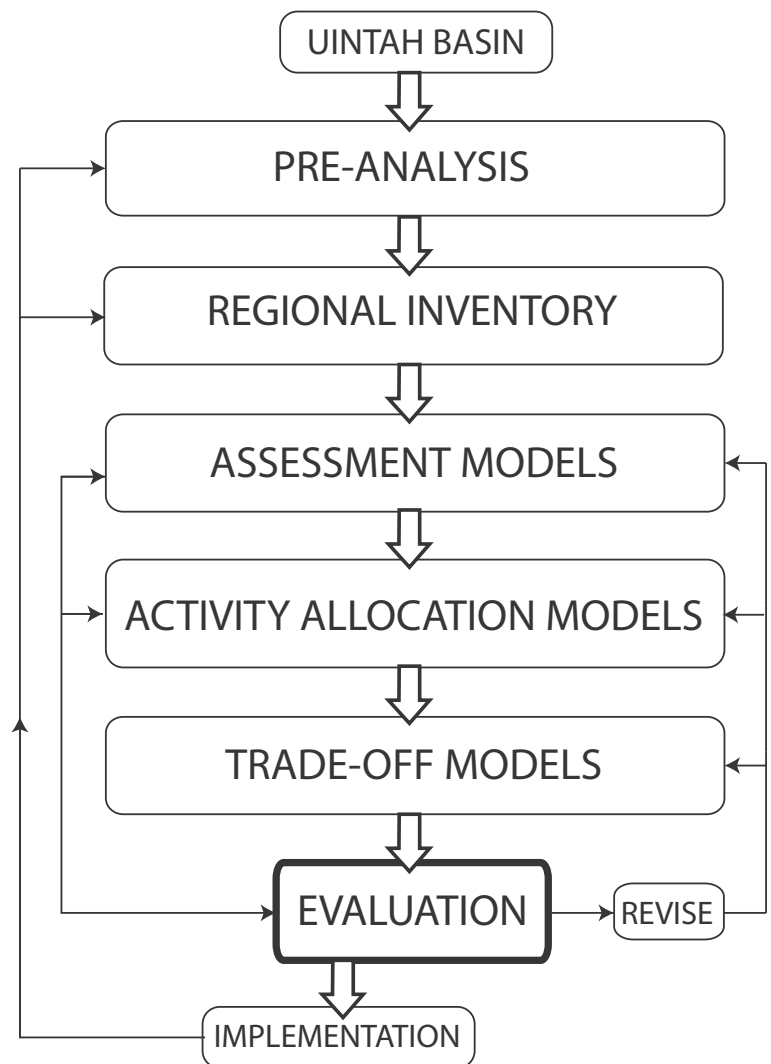 UINTAH BASIN
PRE-ANALYSIS
REGIONAL INVENTORY
ASSESSMENT MODELS
ACTIVITY ALLOCATION MODELS
TRADE-OFF MODELS
EVALUATION
REVISE
IMPLEMENTATION